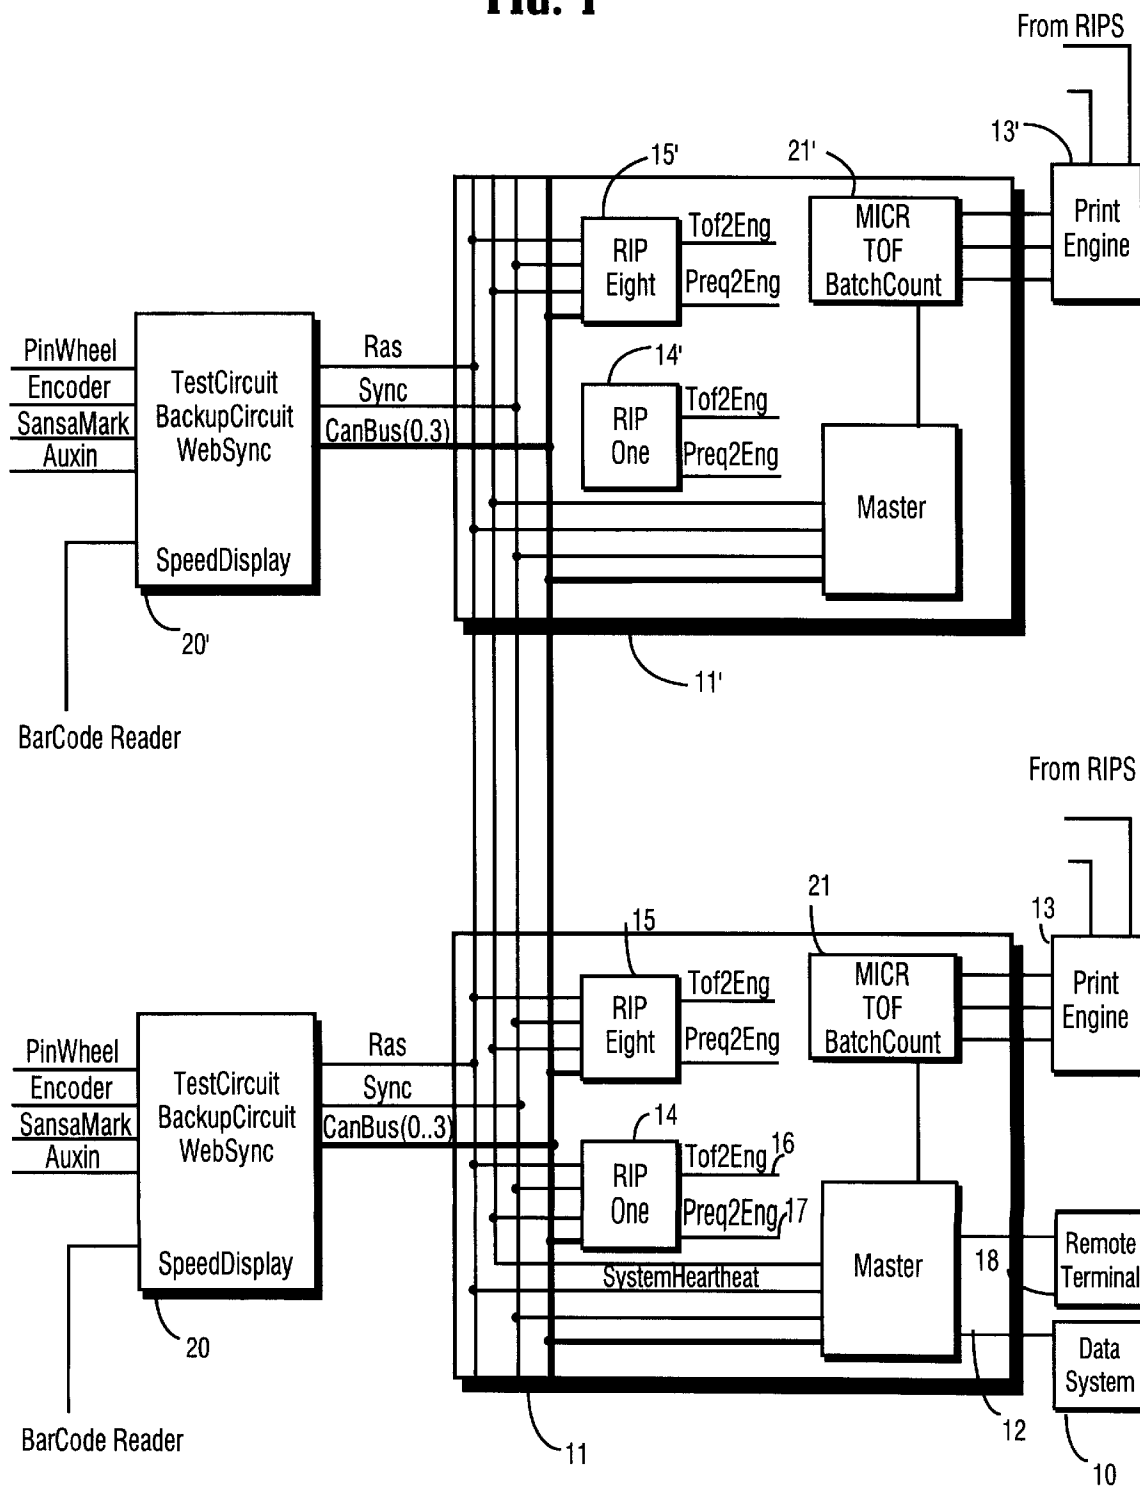 FIG. 1
From RIPS
13'
15'
21'
RIP
Eight
Tof2Eng
Preq2Eng
MICR
TOF
BatchCount
Print
Engine
PinWheel
Encoder
SansaMark
Auxin
TestCircuit
BackupCircuit
WebSync
SpeedDisplay
Ras
Sync
CanBus(0.3)
14'
RIP
One
Tof2Eng
Preq2Eng
Master
20'
11'
BarCode Reader
From RIPS
15
21
13
RIP
Eight
Tof2Eng
Preq2Eng
MICR
TOF
BatchCount
Print
Engine
PinWheel
Encoder
SansaMark
Auxin
TestCircuit
BackupCircuit
WebSync
SpeedDisplay
Ras
Sync
CanBus(0..3)
14
RIP
One
Tof2Eng
16
Preq2Eng
17
SystemHeartheat
Master
18
Remote
Terminal
Data
System
20
12
11
10
BarCode Reader